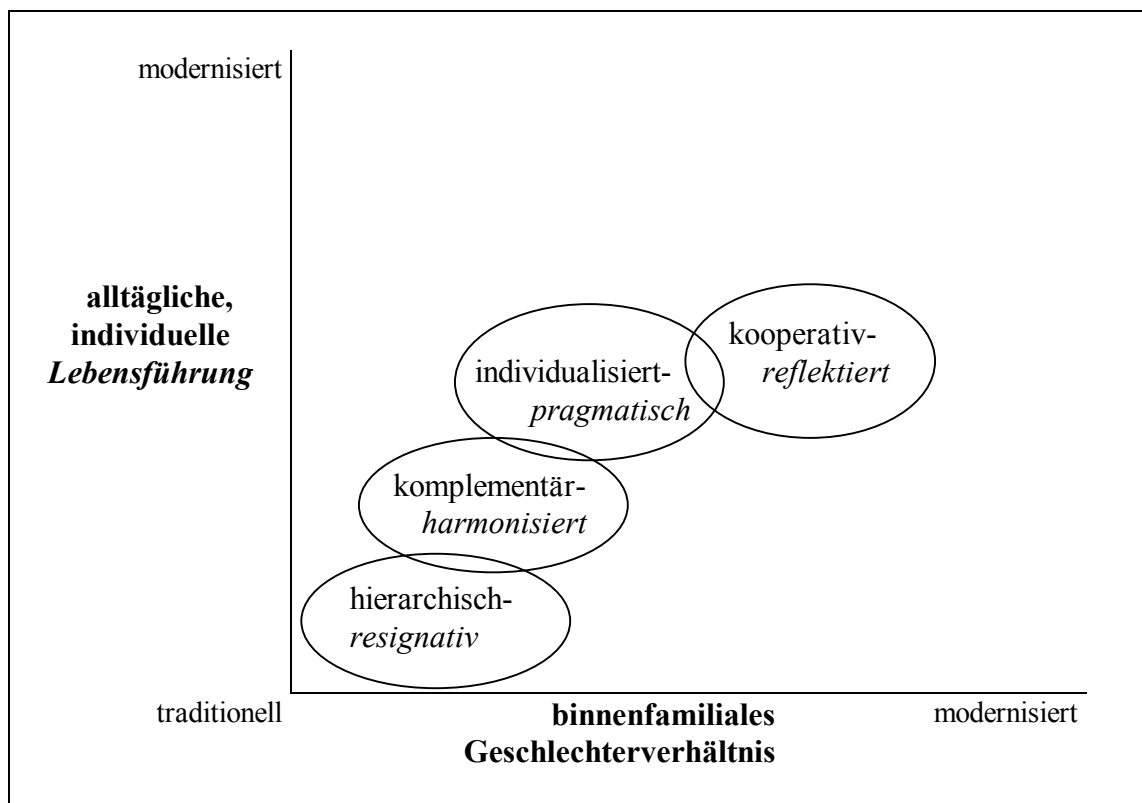 modernisiert
alltägliche,
individuelle
Lebensführung
kooperativ-
reflektiert
individualisiert-
pragmatisch
komplementär-
harmonisiert
hierarchisch-
resignativ
traditionell
binnenfamiliales
Geschlechterverhältnis
modernisiert